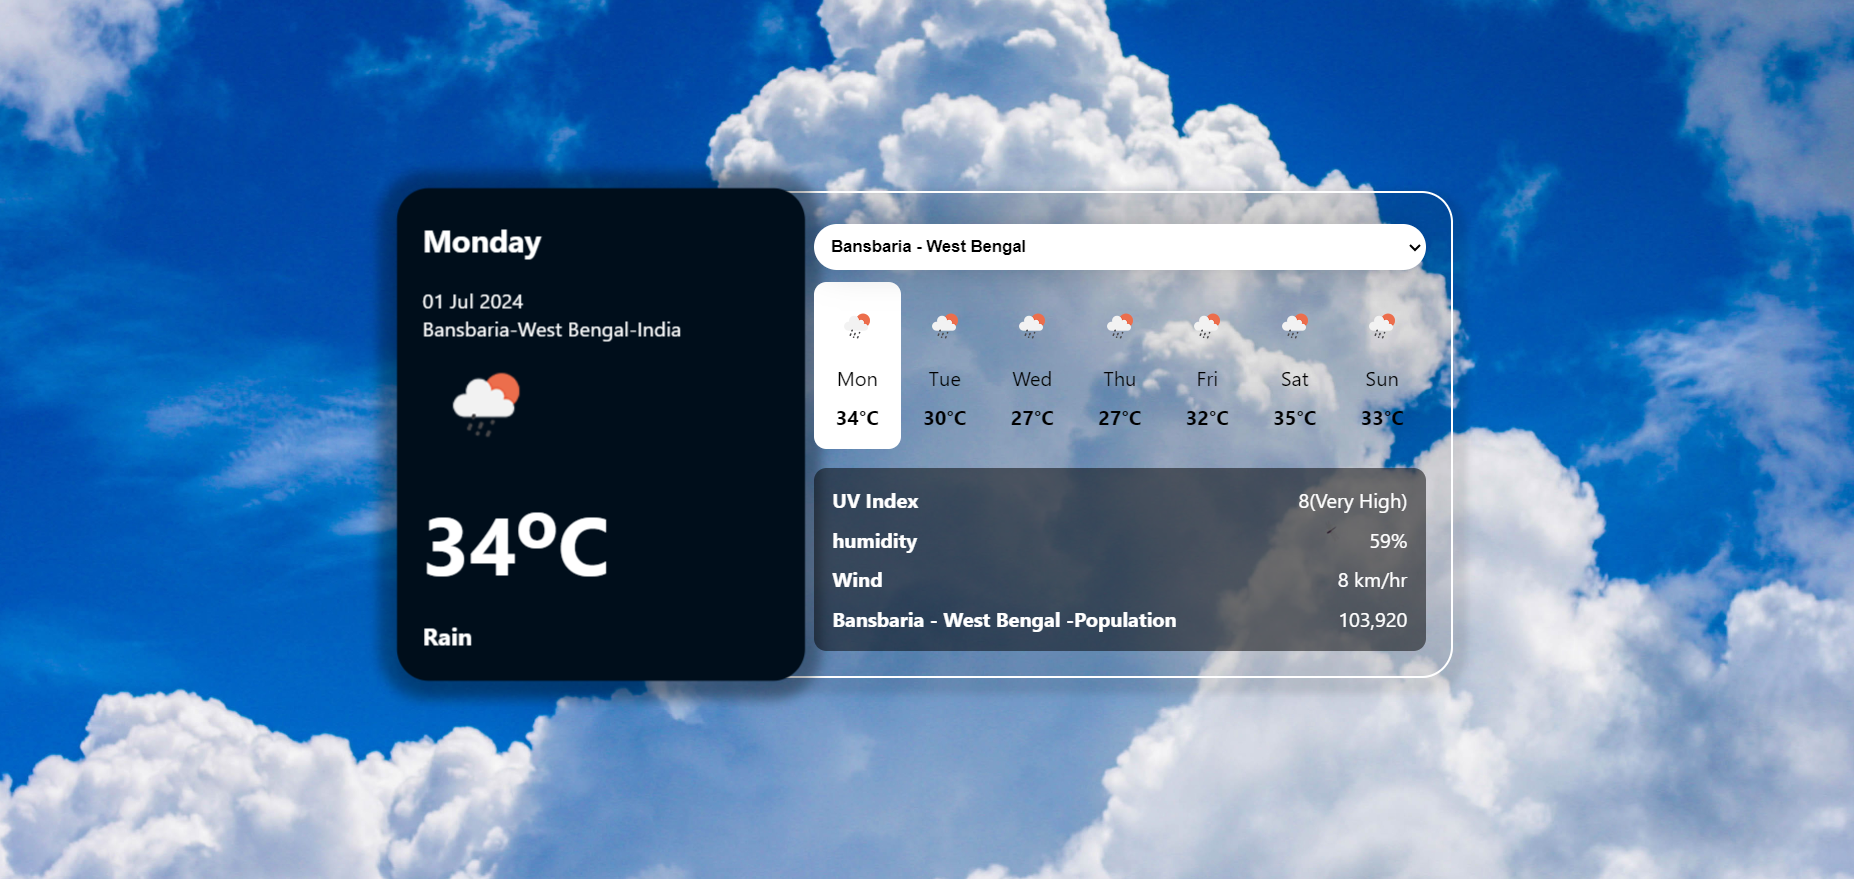 Monday
01 Jul 2024
Bansbaria-West Bengal-India
34°C
Rain
Bansbaria - West Bengal
Mon Tue Wed Thu Fri Sat Sun
34°C 30°C 27°C 27°C 32°C 35°C 33°C
UV Index 8(Very High)
humidity 59%
Wind 8 km/hr
Bansbaria - West Bengal -Population 103,920